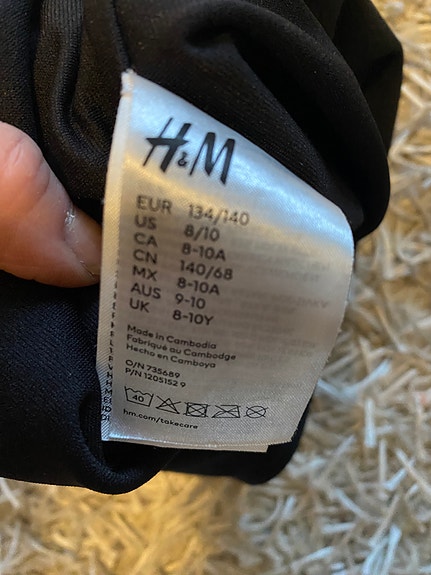 H&M
EUR 134/140
US 8/10
CA 8-10A
CN 140/68
MX 8-10A
AUS 9-10
UK 8-10Y
Made in Cambodia
Fabriqué au Cambodge
Hecho en Camboya
O/N 735689
P/N 1205152 9
40
hm.com/takecare